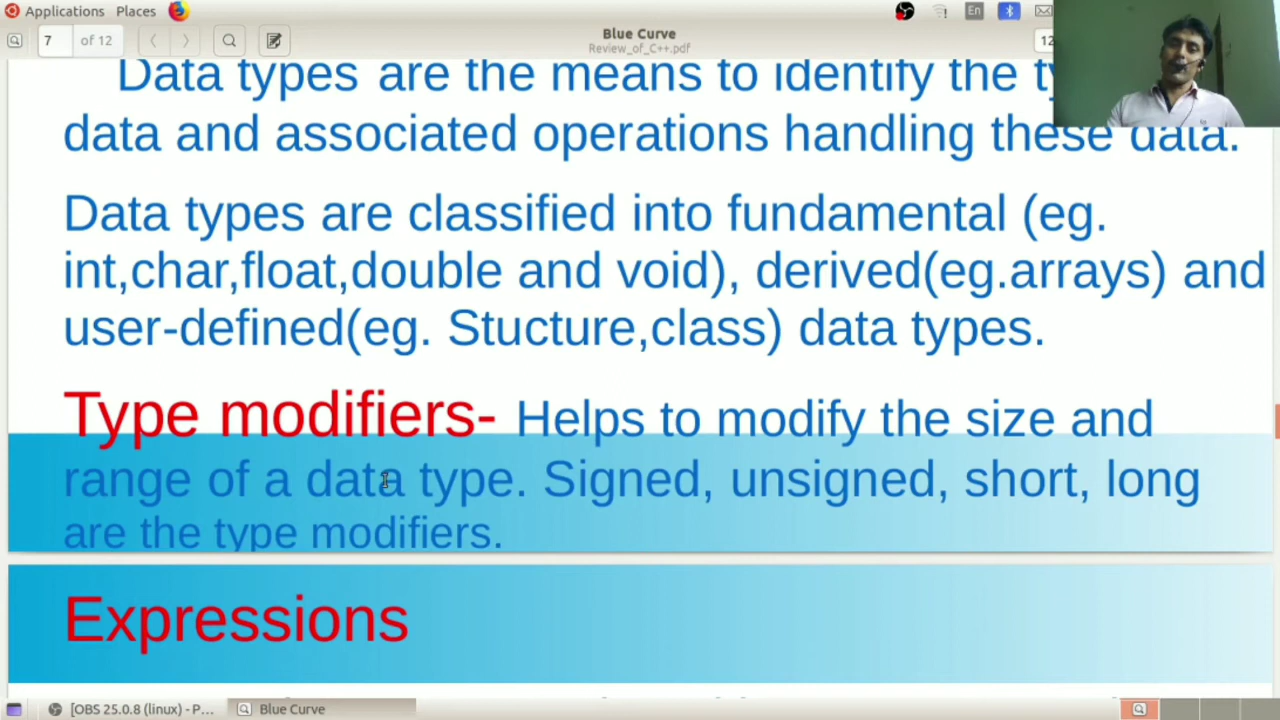 Applications Places
En
7 of 12
Blue Curve
Review_of_C++.pdf
12
Data types are the means to identify the
data and associated operations handling these data.
Data types are classified into fundamental (eg.
int,char,float,double and void), derived(eg.arrays) and
user-defined(eg. Stucture,class) data types.
Type modifiers- Helps to modify the size and
range of a data type. Signed, unsigned, short, long
are the type modifiers.
Expressions
[OBS 25.0.8 (linux) - P...
Blue Curve